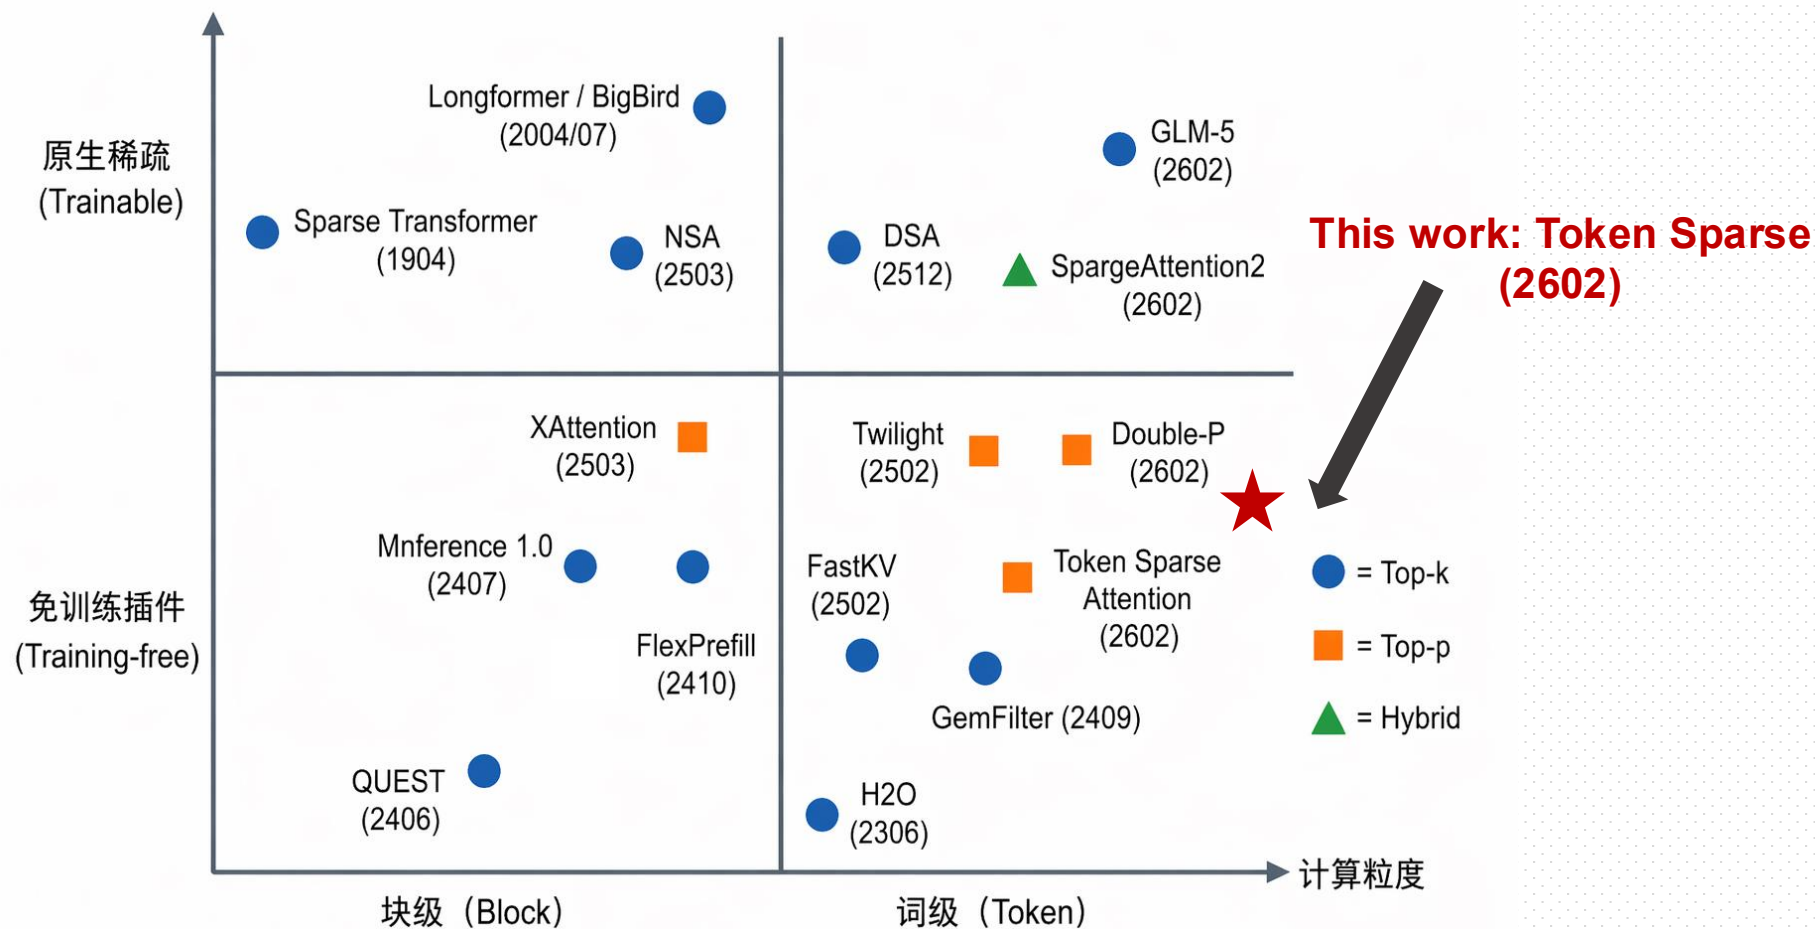 Longformer / BigBird
(2004/07)
GLM-5
(2602)
原生稀疏
(Trainable)
Sparse Transformer
(1904)
NSA
(2503)
DSA
(2512)
SpargeAttention2
(2602)
This work: Token Sparse
(2602)
XAttention
(2503)
Twilight
(2502)
Double-P
(2602)
Mnference 1.0
(2407)
FastKV
(2502)
Token Sparse
Attention
(2602)
= Top-k
免训练插件
(Training-free)
FlexPrefill
(2410)
= Top-p
GemFilter (2409)
= Hybrid
QUEST
(2406)
H2O
(2306)
计算粒度
块级（Block）
词级（Token）